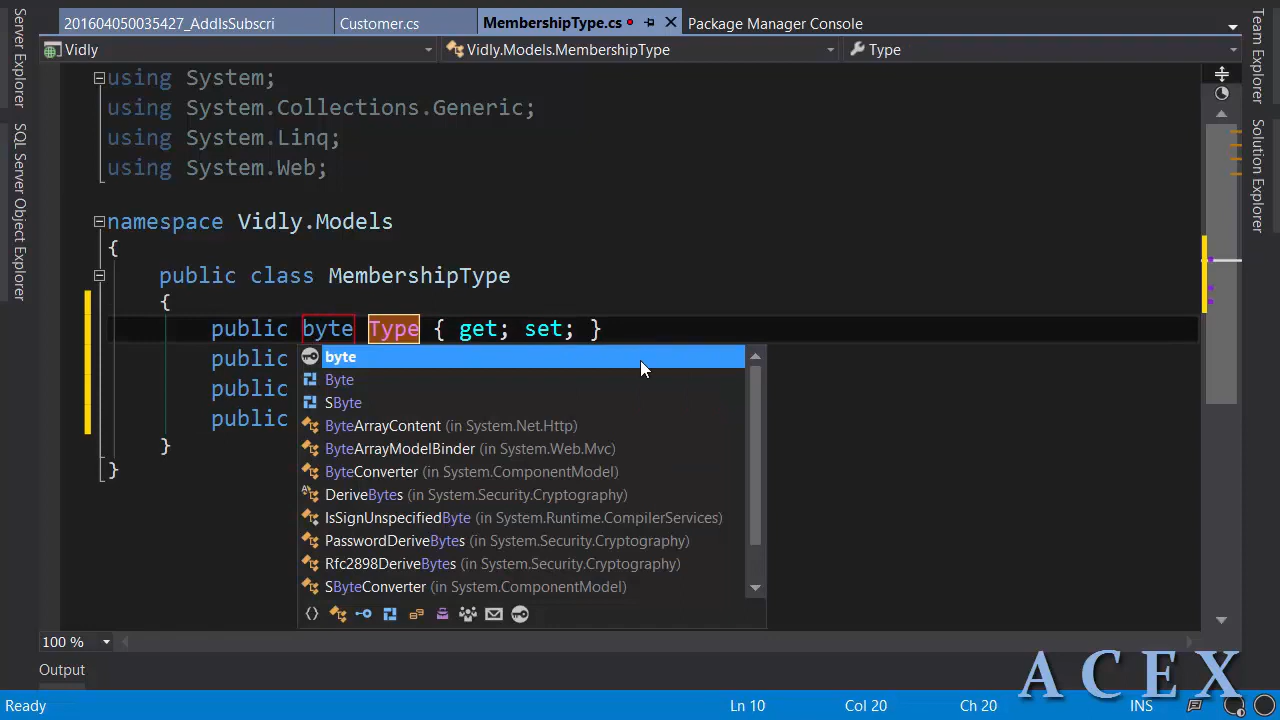 201604050035427_AddIsSubscri
Customer.cs
MembershipType.cs
Package Manager Console
Vidly
Vidly.Models.MembershipType
Type
Server Explorer
SQL Server Object Explorer
Team Explorer
Solution Explorer
using System;
using System.Collections.Generic;
using System.Linq;
using System.Web;
namespace Vidly.Models
{
public class MembershipType
{
public byte Type { get; set; }
public
public
public
}
}
byte
Byte
SByte
ByteArrayContent (in System.Net.Http)
ByteArrayModelBinder (in System.Web.Mvc)
ByteConverter (in System.ComponentModel)
DeriveBytes (in System.Security.Cryptography)
IsSignUnspecifiedByte (in System.Runtime.CompilerServices)
PasswordDeriveBytes (in System.Security.Cryptography)
Rfc2898DeriveBytes (in System.Security.Cryptography)
SByteConverter (in System.ComponentModel)
100 %
Output
ACEX
Ready
Ln 10
Col 20
Ch 20
INS